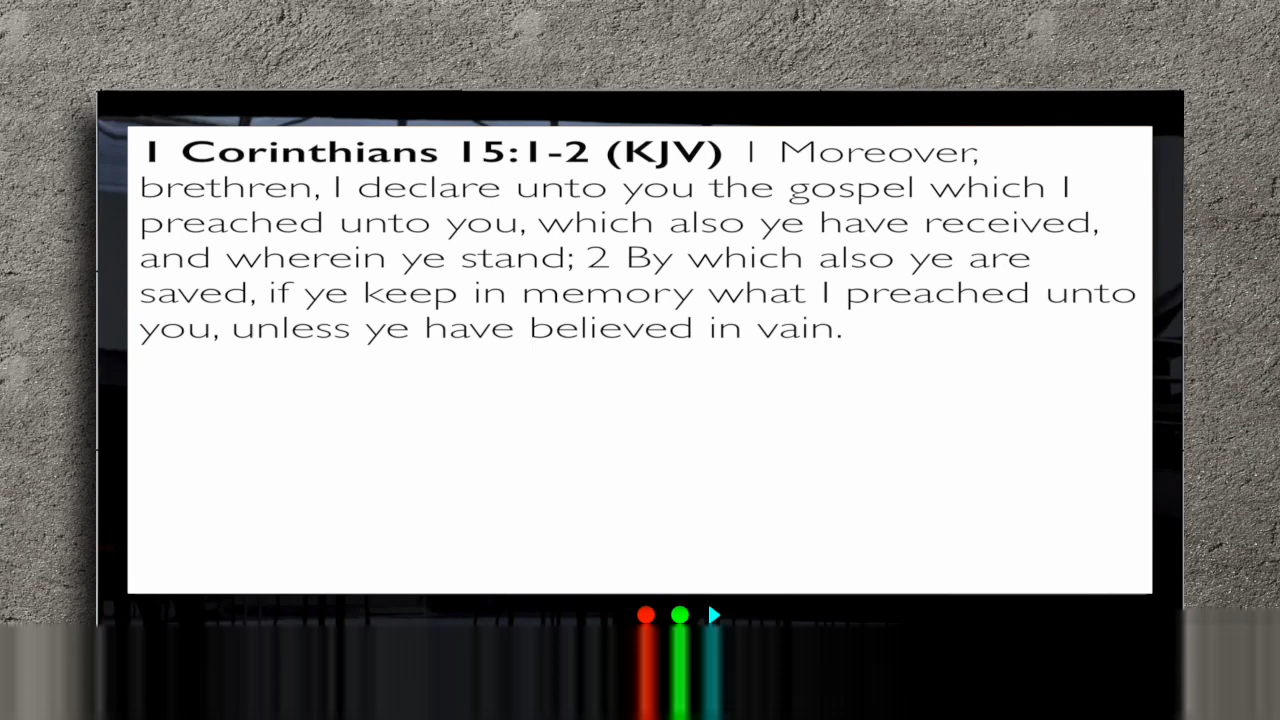 1 Corinthians 15:1-2 (KJV) 1 Moreover,
brethren, I declare unto you the gospel which I
preached unto you, which also ye have received,
and wherein ye stand; 2 By which also ye are
saved, if ye keep in memory what I preached unto
you, unless ye have believed in vain.